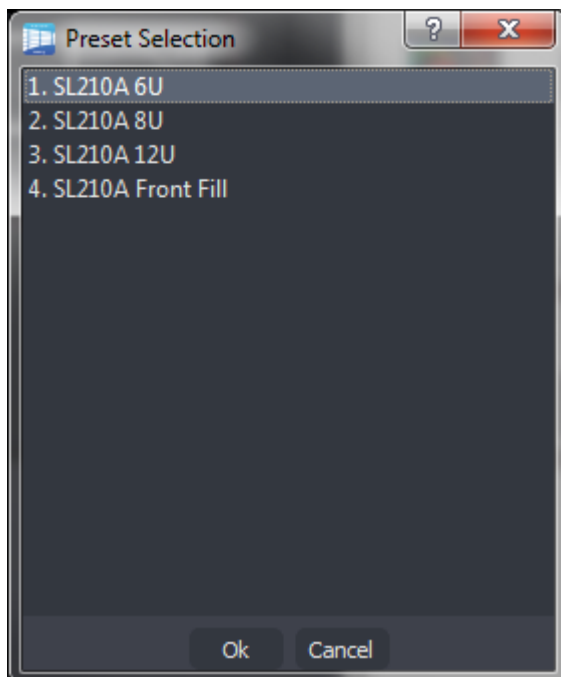 Preset Selection
1. SL210A 6U
2. SL210A 8U
3. SL210A 12U
4. SL210A Front Fill
Ok Cancel